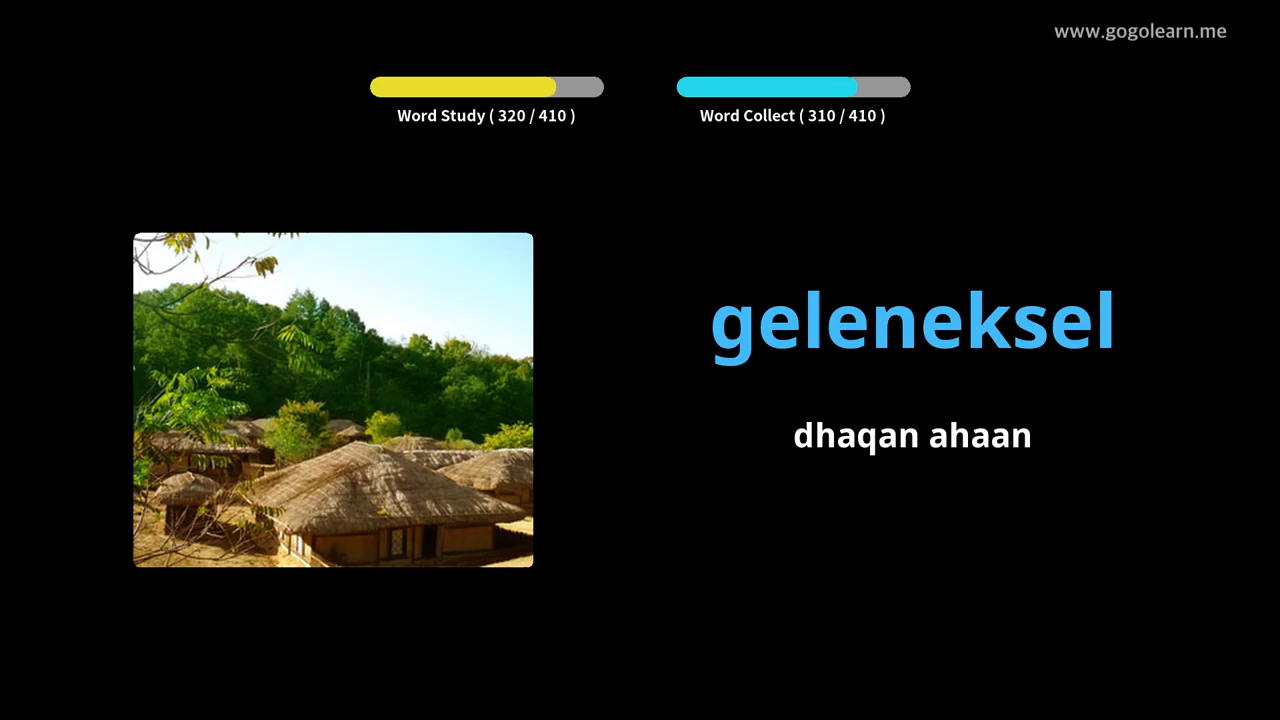 www.gogolearn.me
Word Study ( 320 / 410 )
Word Collect ( 310 / 410 )
geleneksel
dhaqan ahaan